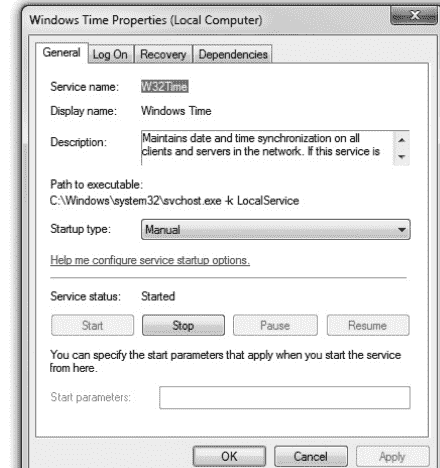 Windows Time Properties (Local Computer)
General Log On Recovery Dependencies
Service name: W32Time
Display name: Windows Time
Description: Maintains date and time synchronization on all
clients and servers in the network. If this service is
Path to executable:
C:\Windows\system32\svchost.exe -k LocalService
Startup type: Manual
Help me configure service startup options.
Service status: Started
Start Stop Pause Resume
You can specify the start parameters that apply when you start the service
from here.
Start parameters:
OK Cancel Apply